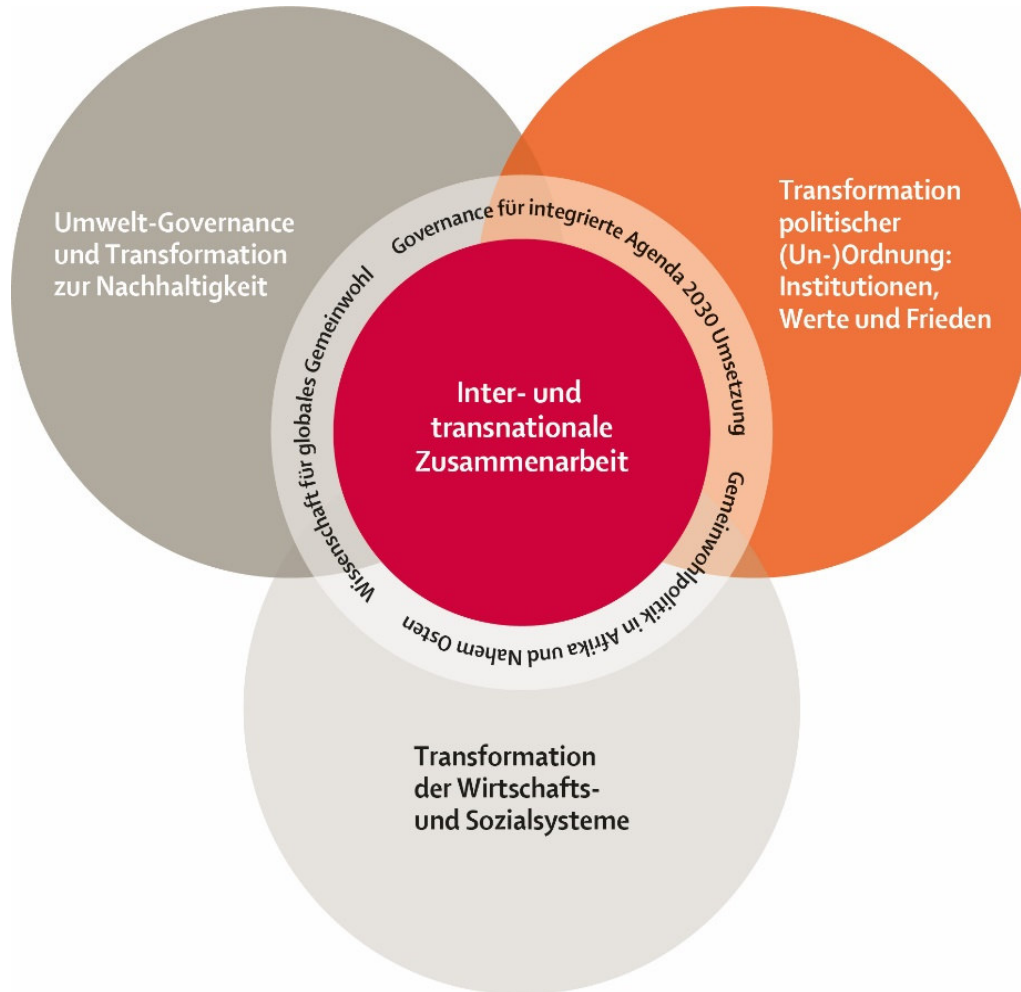 Umwelt-Governance
und Transformation
zur Nachhaltigkeit
Transformation
politischer
(Un-)Ordnung:
Institutionen,
Werte und Frieden
Governance für integrierte Agenda 2030 Umsetzung
Gemeinwohlpolitik in Afrika und Nahem Osten
Wissenschaft für globales Gemeinwohl
Inter- und
transnationale
Zusammenarbeit
Transformation
der Wirtschafts-
und Sozialsysteme